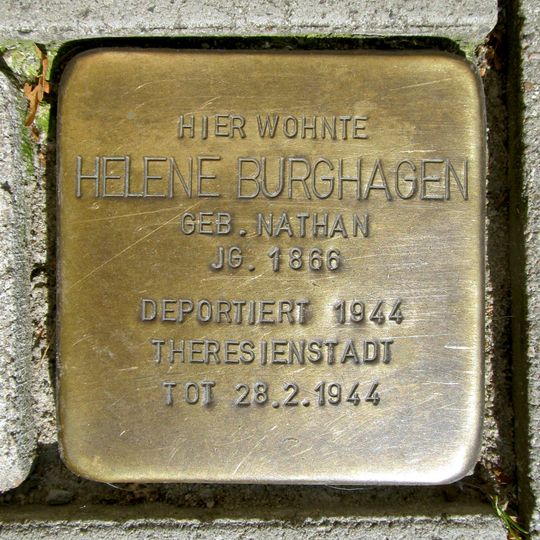 HIER WOHNTE
HELENE BURGHAGEN
GEB. NATHAN
JG. 1866
DEPORTIERT 1944
THERESIENSTADT
TOT 28.2.1944